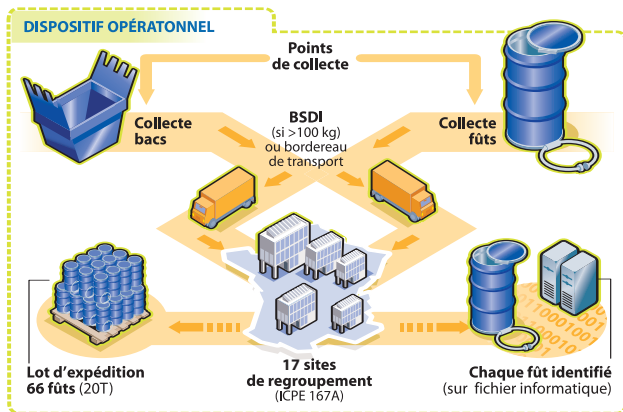 DISPOSITIF OPÉRATONNEL
Points
de collecte
Collecte
bacs
BSDI
(si >100 kg)
ou bordereau
de transport
Collecte
fûts
Lot d’expédition
66 fûts (20T)
17 sites
de regroupement
(ICPE 167A)
Chaque fût identifié
(sur fichier informatique)